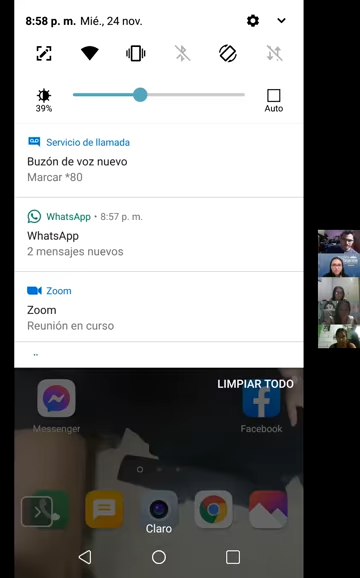 8:58 p. m. Mié., 24 nov.
39%
Auto
Servicio de llamada
Buzón de voz nuevo
Marcar *80
WhatsApp • 8:57 p. m.
WhatsApp
2 mensajes nuevos
Zoom
Zoom
Reunión en curso
LIMPIAR TODO
Messenger
Facebook
Claro